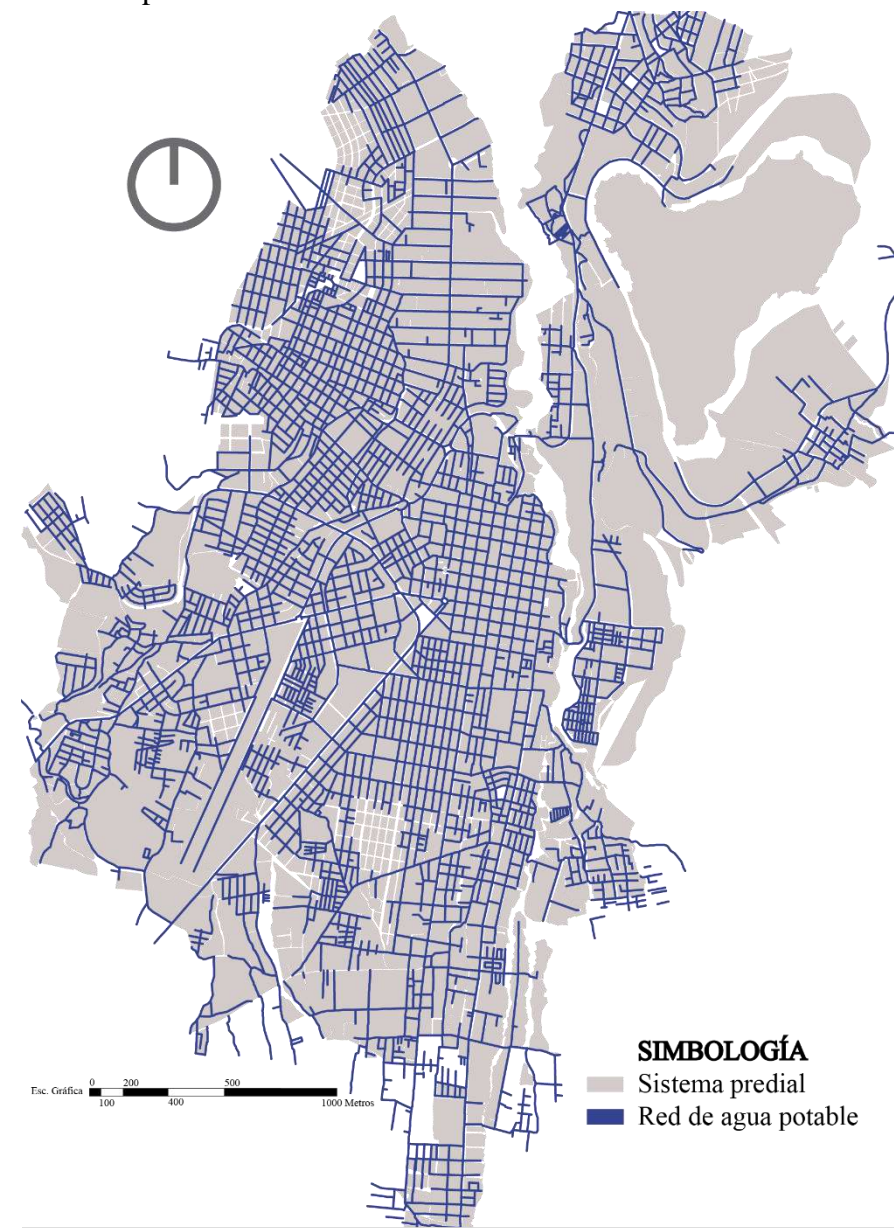 SIMBOLOGÍA
Sistema predial
Red de agua potable
Esc. Gráfica 0 200 500
100 400 1000 Metros